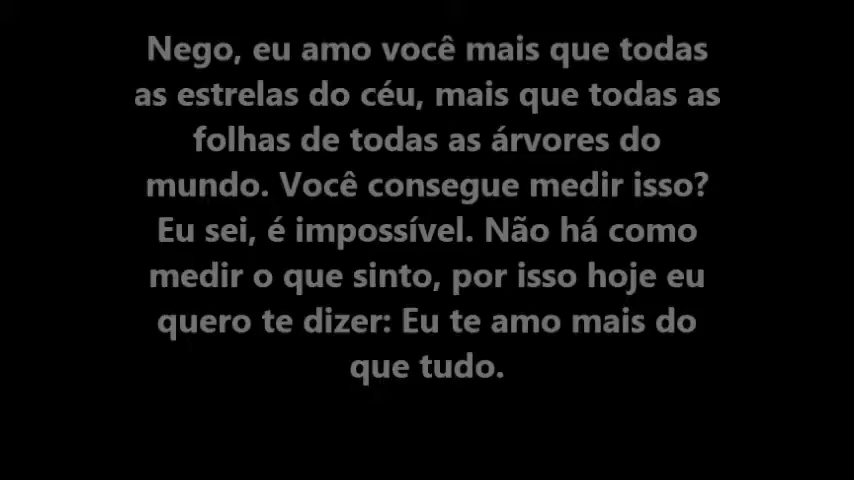 Nego, eu amo você mais que todas
as estrelas do céu, mais que todas as
folhas de todas as árvores do
mundo. Você consegue medir isso?
Eu sei, é impossível. Não há como
medir o que sinto, por isso hoje eu
quero te dizer: Eu te amo mais do
que tudo.